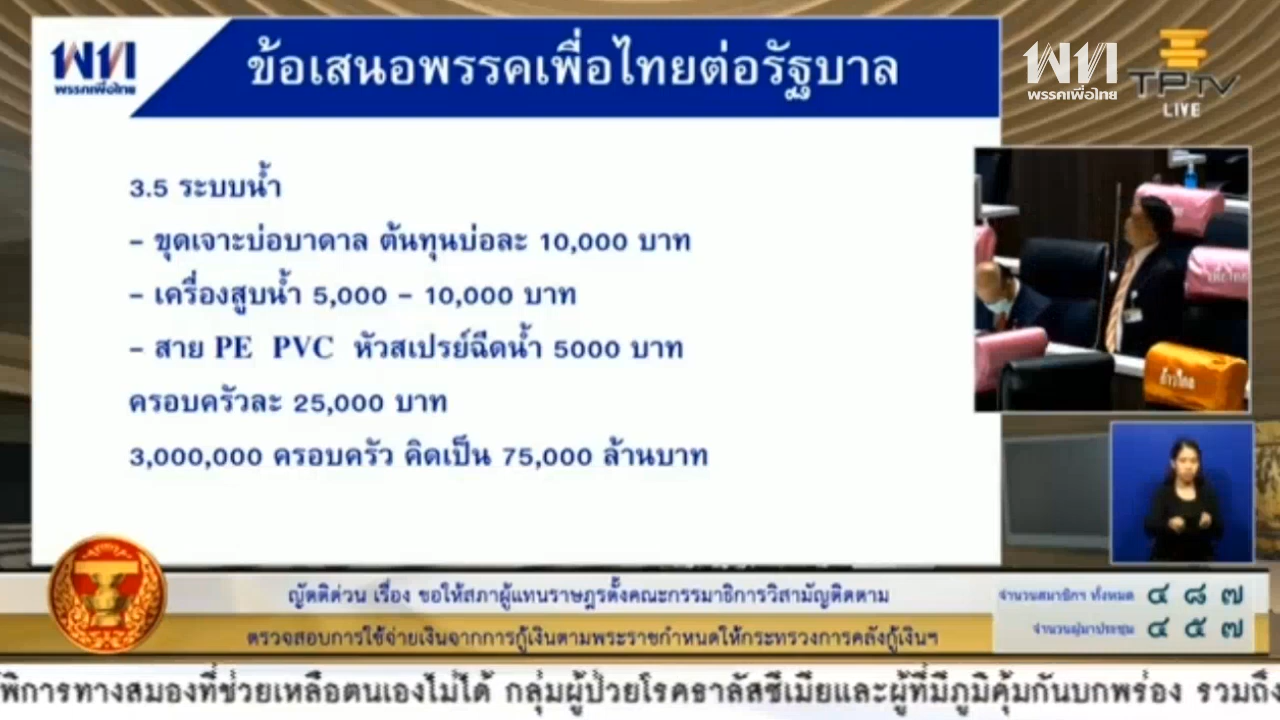 พท
พรรคเพื่อไทย
ข้อเสนอพรรคเพื่อไทยต่อรัฐบาล
พท
พรรคเพื่อไทย
TPTV
LIVE
3.5 ระบบน้ำ
- ขุดเจาะบ่อบาดาล ต้นทุนบ่อละ 10,000 บาท
- เครื่องสูบน้ำ 5,000 - 10,000 บาท
- สาย PE PVC หัวสเปรย์ฉีดน้ำ 5000 บาท
ครอบครัวละ 25,000 บาท
3,000,000 ครอบครัว คิดเป็น 75,000 ล้านบาท
เพื่อไทย
ก้าวไกล
ญัตติด่วน เรื่อง ขอให้สภาผู้แทนราษฎรตั้งคณะกรรมาธิการวิสามัญติดตาม
ตรวจสอบการใช้จ่ายเงินจากการกู้เงินตามพระราชกำหนดให้กระทรวงการคลังกู้เงินฯ
จำนวนสมาชิกฯ ทั้งหมด ๔ ๘ ๗
จำนวนผู้มาประชุม ๔ ๕ ๗
พิการทางสมองที่ช่วยเหลือตนเองไม่ได้ กลุ่มผู้ป่วยโรคธาลัสซีเมียและผู้ที่มีภูมิคุ้มกันบกพร่อง รวมถึง